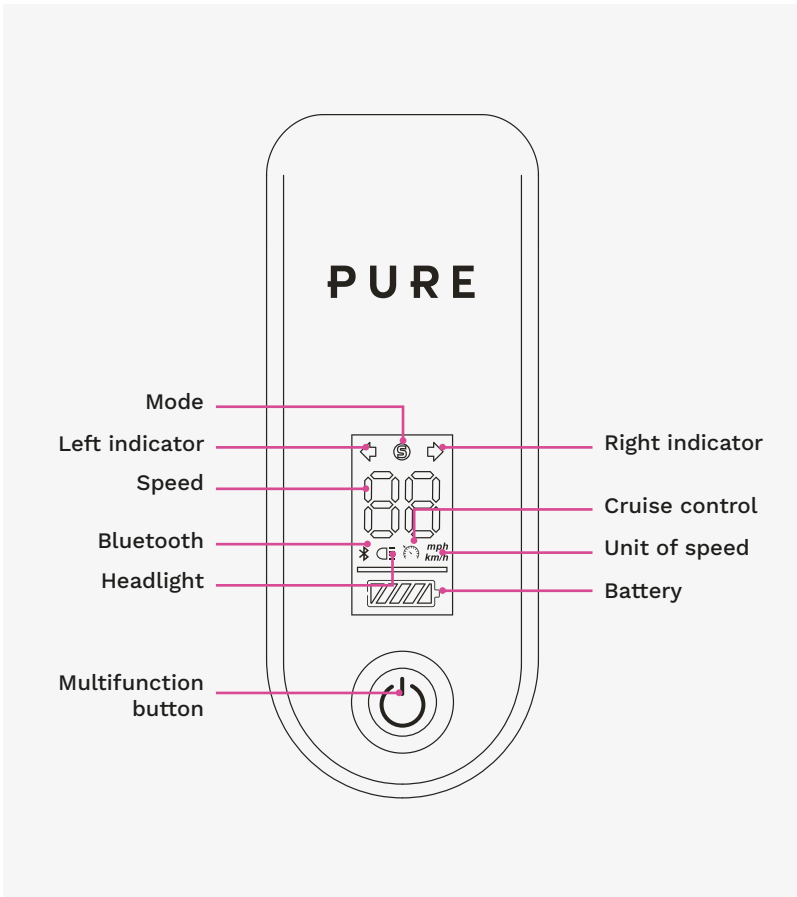 PURE
Mode
Left indicator
Right indicator
S
Speed
88
Cruise control
Bluetooth
Unit of speed
mph
km/h
Headlight
Battery
Multifunction
button